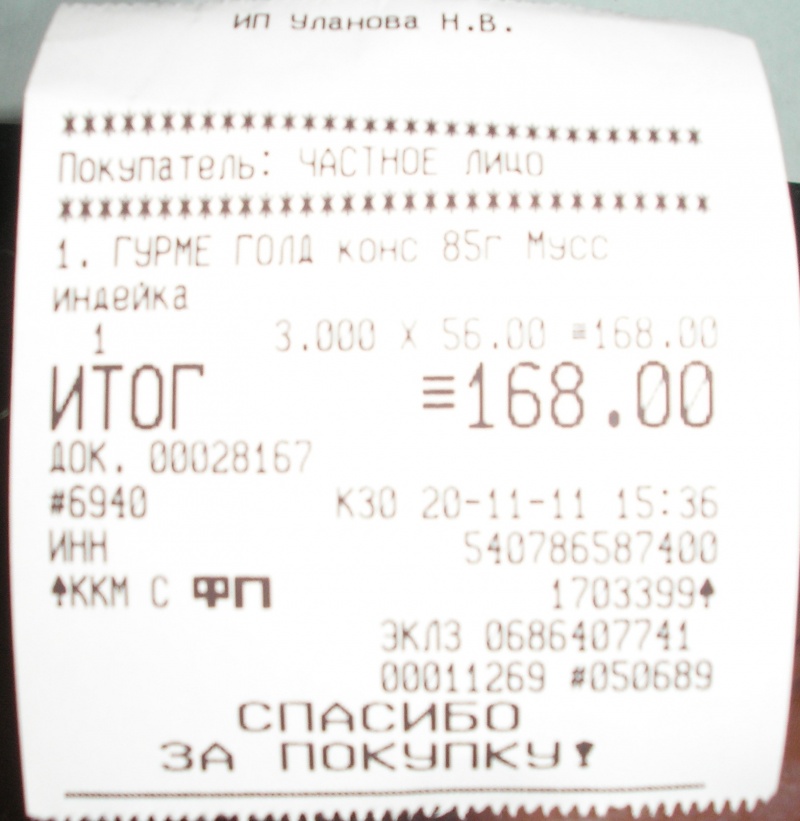 ИП Уланова Н.В.
******************************
Покупатель: ЧАСТНОЕ ЛИЦО
******************************
1. ГУРМЕ ГОЛД конс 85г Мусс
индейка
1 3.000 X 56.00 ≡168.00
ИТОГ ≡168.00
ДОК. 00028167
#6940 К30 20-11-11 15:36
ИНН 540786587400
♠ККМ С ФП 1703399♠
ЭКЛЗ 0686407741
00011269 #050689
СПАСИБО
ЗА ПОКУПКУ!